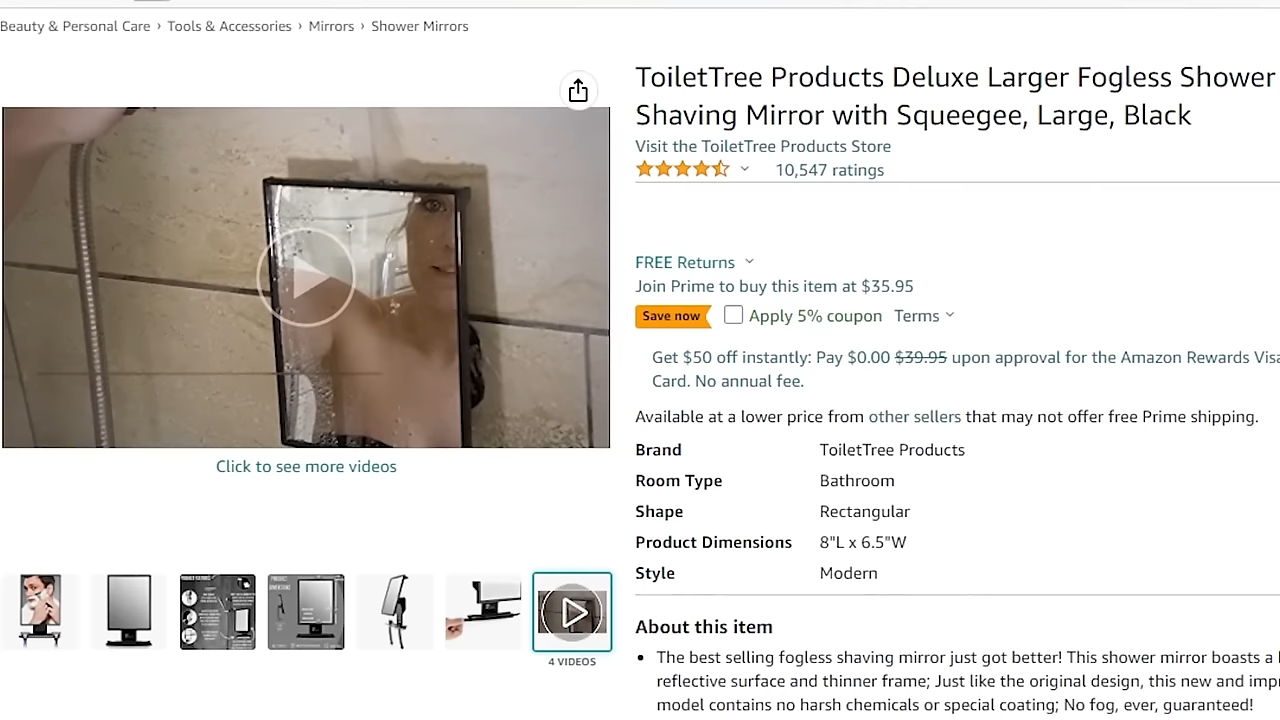 Beauty & Personal Care › Tools & Accessories › Mirrors › Shower Mirrors
ToiletTree Products Deluxe Larger Fogless Shower
Shaving Mirror with Squeegee, Large, Black
Visit the ToiletTree Products Store
10,547 ratings
FREE Returns
Join Prime to buy this item at $35.95
Save now Apply 5% coupon Terms
Get $50 off instantly: Pay $0.00 $39.95 upon approval for the Amazon Rewards Visa
Card. No annual fee.
Available at a lower price from other sellers that may not offer free Prime shipping.
Brand ToiletTree Products
Room Type Bathroom
Shape Rectangular
Product Dimensions 8"L x 6.5"W
Style Modern
About this item
• The best selling fogless shaving mirror just got better! This shower mirror boasts a
reflective surface and thinner frame; Just like the original design, this new and
model contains no harsh chemicals or special coating; No fog, ever, guaranteed!
Click to see more videos
4 VIDEOS